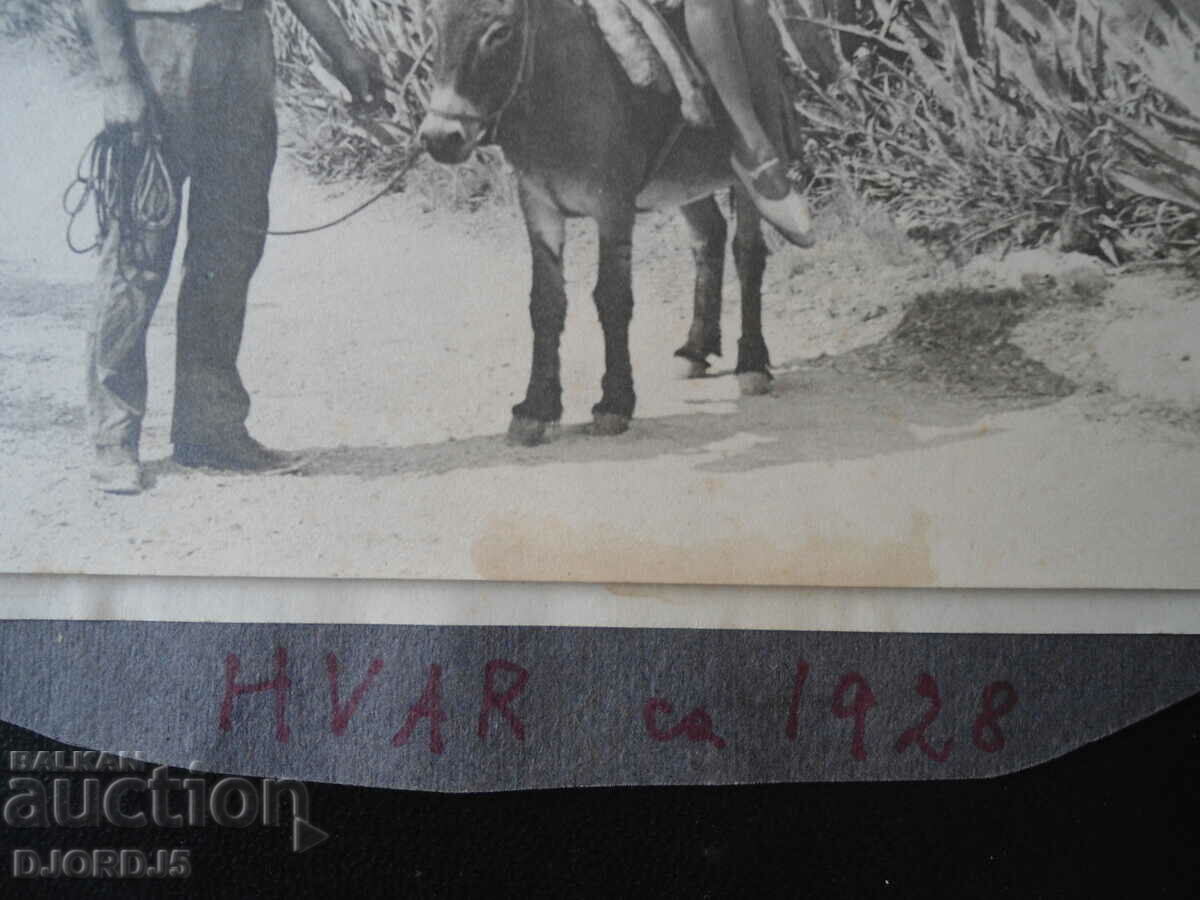 HVAR ca 1928
BALKAN
auction
DJORDJ5